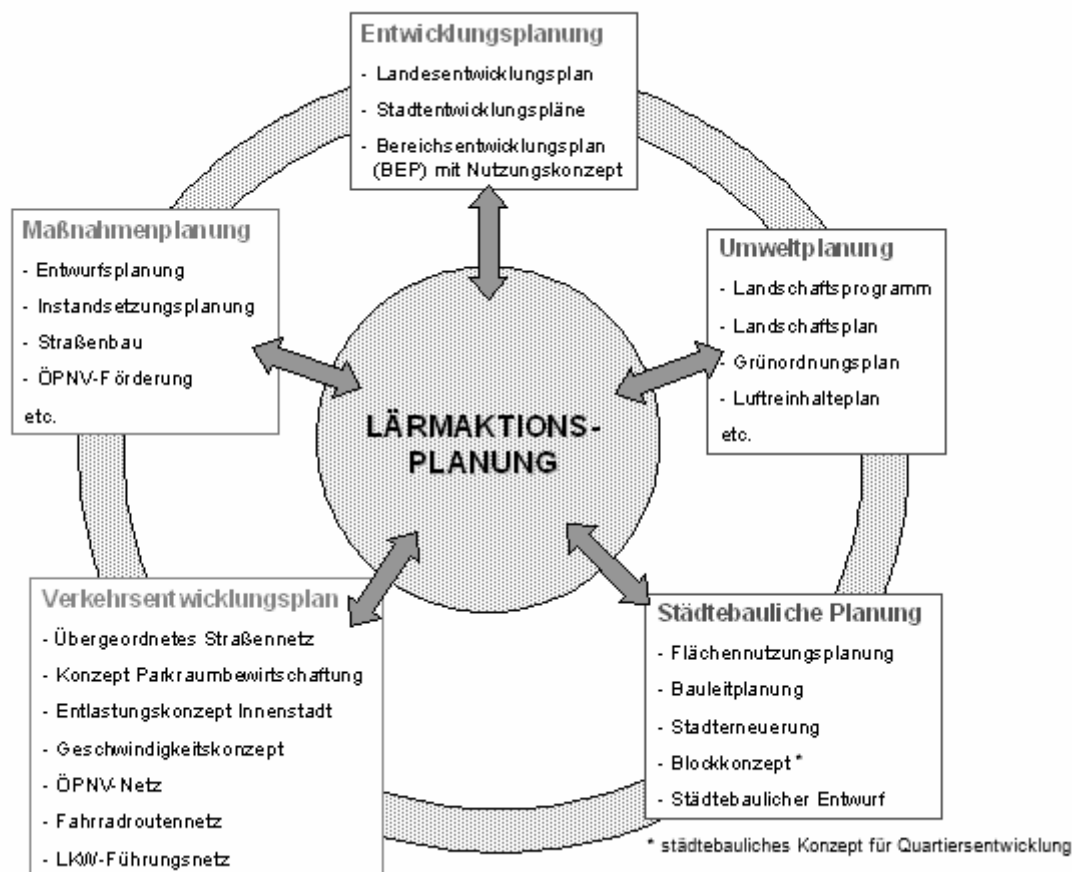 Entwicklungsplanung
- Landesentwicklungsplan
- Stadtentwicklungspläne
- Bereichsentwicklungsplan
(BEP) mit Nutzungskonzept
Maßnahmenplanung
- Entwurfsplanung
- Instandsetzungsplanung
- Straßenbau
- ÖPNV-Förderung
etc.
Umweltplanung
- Landschaftsprogramm
- Landschaftsplan
- Grünordnungsplan
- Luftreinhalteplan
etc.
LÄRMAKTIONS-
PLANUNG
Verkehrsentwicklungsplan
- Übergeordnetes Straßennetz
- Konzept Parkraumbewirtschaftung
- Entlastungskonzept Innenstadt
- Geschwindigkeitskonzept
- ÖPNV-Netz
- Fahrradroutennetz
- LKW-Führungsnetz
Städtebauliche Planung
- Flächennutzungsplanung
- Bauleitplanung
- Stadterneuerung
- Blockkonzept *
- Städtebaulicher Entwurf
* städtebauliches Konzept für Quartiersentwicklung